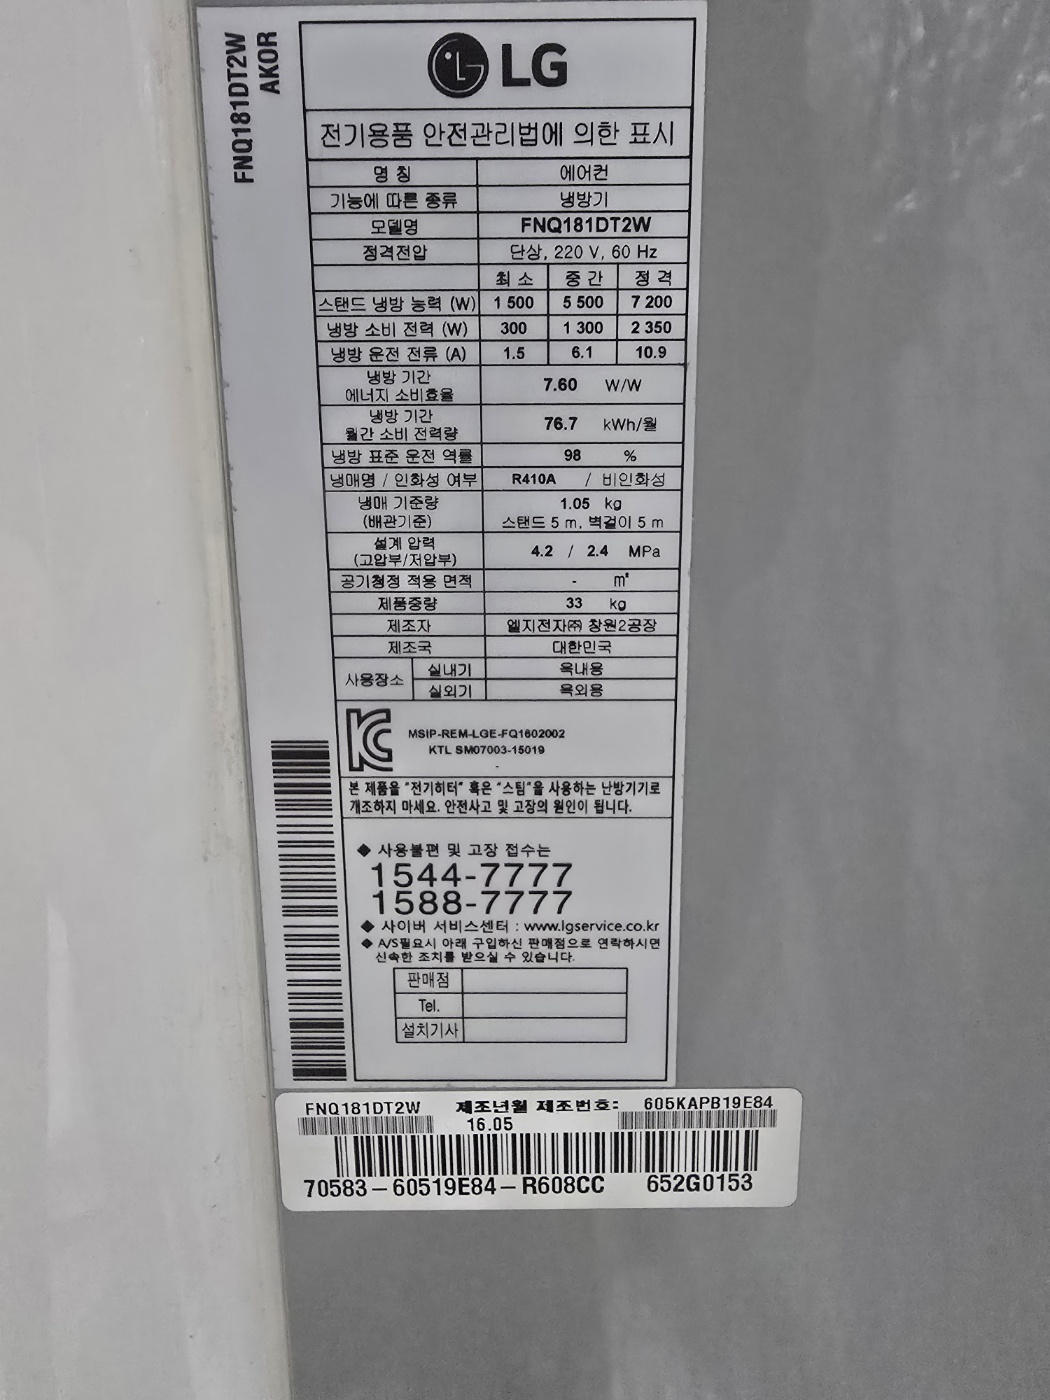 FNQ181DT2W
AKOR
LG
전기용품 안전관리법에 의한 표시
명 칭 에어컨
기능에 따른 종류 냉방기
모델명 FNQ181DT2W
정격전압 단상, 220 V, 60 Hz
최 소 중 간 정 격
스탠드 냉방 능력 (W) 1 500 5 500 7 200
냉방 소비 전력 (W) 300 1 300 2 350
냉방 운전 전류 (A) 1.5 6.1 10.9
냉방 기간
에너지 소비효율 7.60 W/W
냉방 기간
월간 소비 전력량 76.7 kWh/월
냉방 표준 운전 역률 98 %
냉매명 / 인화성 여부 R410A / 비인화성
냉매 기준량 1.05 kg
(배관기준) 스탠드 5 m, 벽걸이 5 m
설계 압력
(고압부/저압부) 4.2 / 2.4 MPa
공기청정 적용 면적 - m²
제품중량 33 kg
제조자 엘지전자㈜ 창원2공장
제조국 대한민국
사용장소 실내기 옥내용
실외기 옥외용
MSIP-REM-LGE-FQ1602002
KTL SM07003-15019
-
본 제품을 "전기히터" 혹은 "스팀"을 사용하는 난방기기로
개조하지 마세요. 안전사고 및 고장의 원인이 됩니다.
◆ 사용불편 및 고장 접수는
1544-7777
1588-7777
◆ 사이버 서비스센터 : www.lgservice.co.kr
◆ A/S필요시 아래 구입하신 판매점으로 연락하시면
신속한 조치를 받으실 수 있습니다.
판매점
Tel.
설치기사
FNQ181DT2W 제조년월 제조번호: 605KAPB19E84
16.05
70583-60519E84-R608CC 652G0153